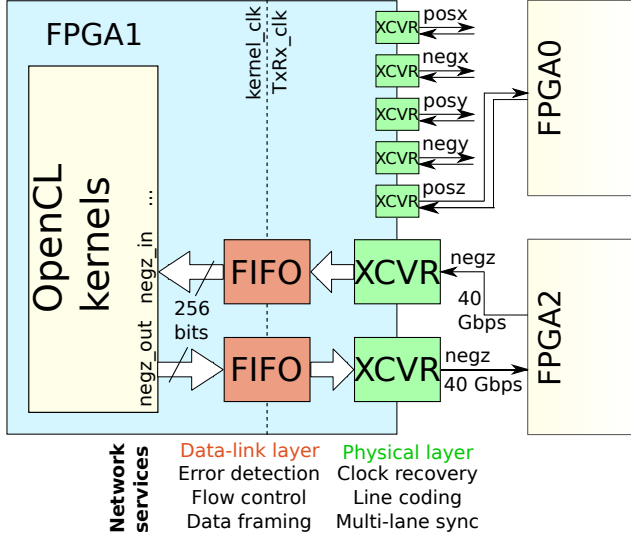 FPGA1
kernel_clk
TxRx_clk
XCVR
posx
XCVR
negx
XCVR
posy
XCVR
negy
XCVR
posz
FPGA0
OpenCL
kernels
...
negz_in
negz_out
256
bits
FIFO
XCVR
negz
40
Gbps
FIFO
XCVR
negz
40 Gbps
FPGA2
Network
services
Data-link layer
Error detection
Flow control
Data framing
Physical layer
Clock recovery
Line coding
Multi-lane sync